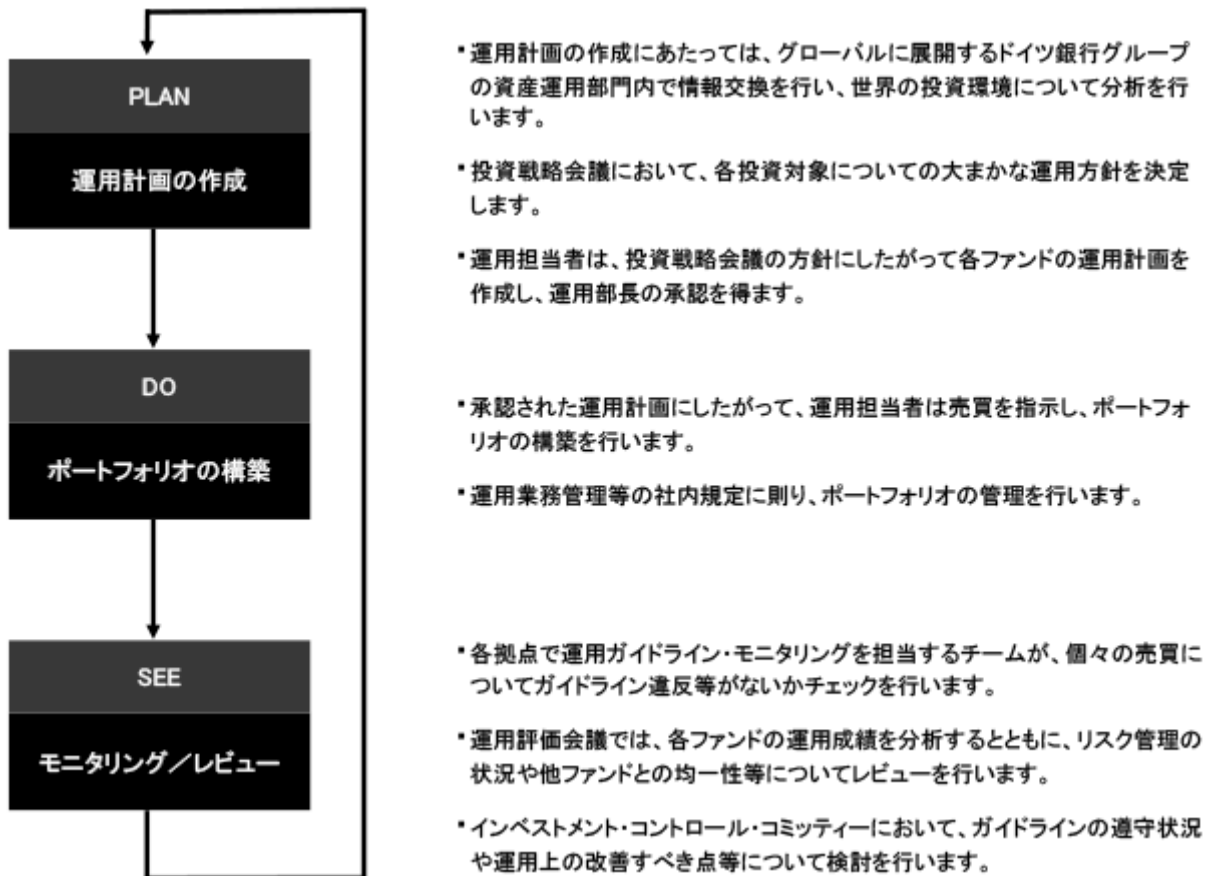 PLAN
運用計画の作成
▪運用計画の作成にあたっては、グローバルに展開するドイツ銀行グループ
の資産運用部門内で情報交換を行い、世界の投資環境について分析を行
います。
▪投資戦略会議において、各投資対象についての大まかな運用方針を決定
します。
▪運用担当者は、投資戦略会議の方針にしたがって各ファンドの運用計画を
作成し、運用部長の承認を得ます。
DO
ポートフォリオの構築
▪承認された運用計画にしたがって、運用担当者は売買を指示し、ポートフォ
リオの構築を行います。
▪運用業務管理等の社内規定に則り、ポートフォリオの管理を行います。
SEE
モニタリング／レビュー
▪各拠点で運用ガイドライン・モニタリングを担当するチームが、個々の売買に
ついてガイドライン違反等がないかチェックを行います。
▪運用評価会議では、各ファンドの運用成績を分析するとともに、リスク管理の
状況や他ファンドとの均一性等についてレビューを行います。
▪インベストメント・コントロール・コミッティーにおいて、ガイドラインの遵守状況
や運用上の改善すべき点等について検討を行います。